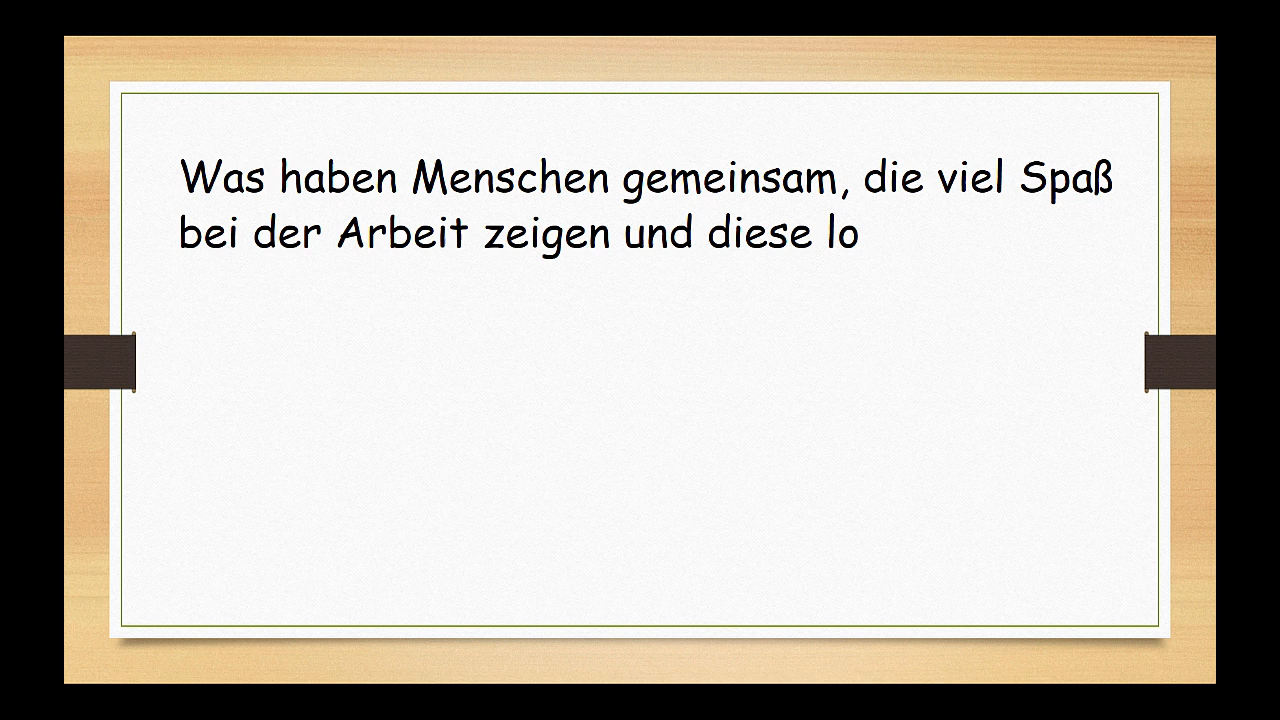 Was haben Menschen gemeinsam, die viel Spaß
bei der Arbeit zeigen und diese lo